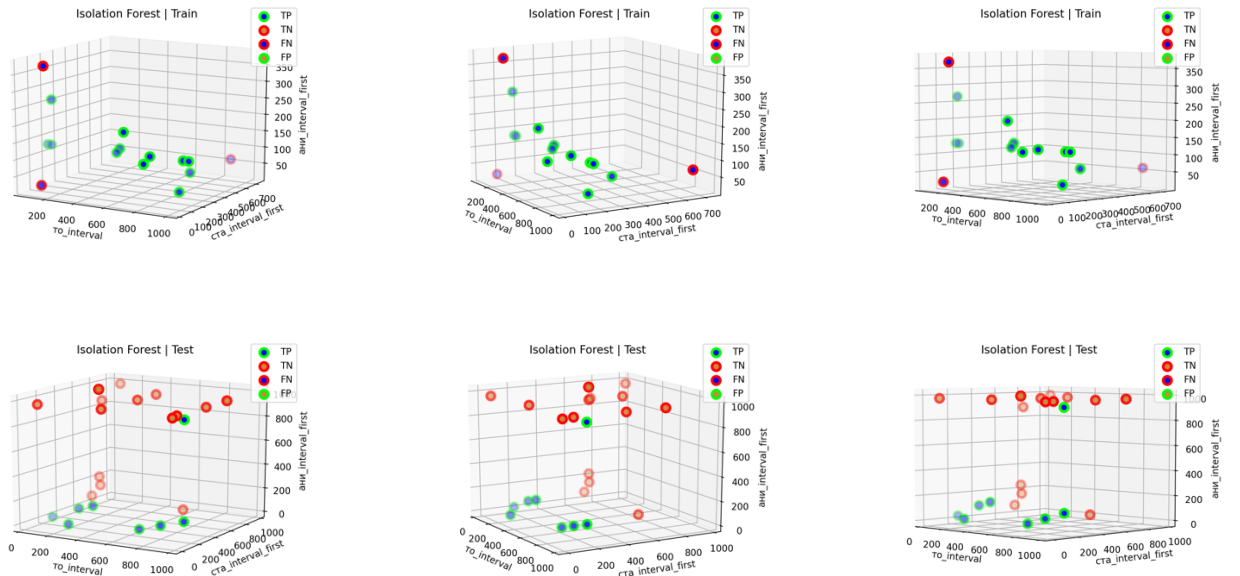 Isolation Forest | Train
TP
TN
FN
FP
350
300
250
200
150
100
50
ани_interval_first
200
400
600
800
1000
то_interval
0
100
200
300
400
500
600
700
ста_interval_first
Isolation Forest | Train
TP
TN
FN
FP
350
300
250
200
150
100
50
ани_interval_first
200
400
600
800
1000
то_interval
0
100
200
300
400
500
600
700
ста_interval_first
Isolation Forest | Train
TP
TN
FN
FP
350
300
250
200
150
100
50
ани_interval_first
200
400
600
800
1000
то_interval
0
100
200
300
400
500
600
700
ста_interval_first
Isolation Forest | Test
TP
TN
FN
FP
800
600
400
200
0
ани_interval_first
0
200
400
600
800
1000
то_interval
0
200
400
600
800
1000
ста_interval_first
Isolation Forest | Test
TP
TN
FN
FP
1000
800
600
400
200
0
ани_interval_first
0
200
400
600
800
1000
то_interval
0
200
400
600
800
1000
ста_interval_first
Isolation Forest | Test
TP
TN
FN
FP
800
600
400
200
0
ани_interval_first
0
200
400
600
800
1000
то_interval
0
200
400
600
800
1000
ста_interval_first